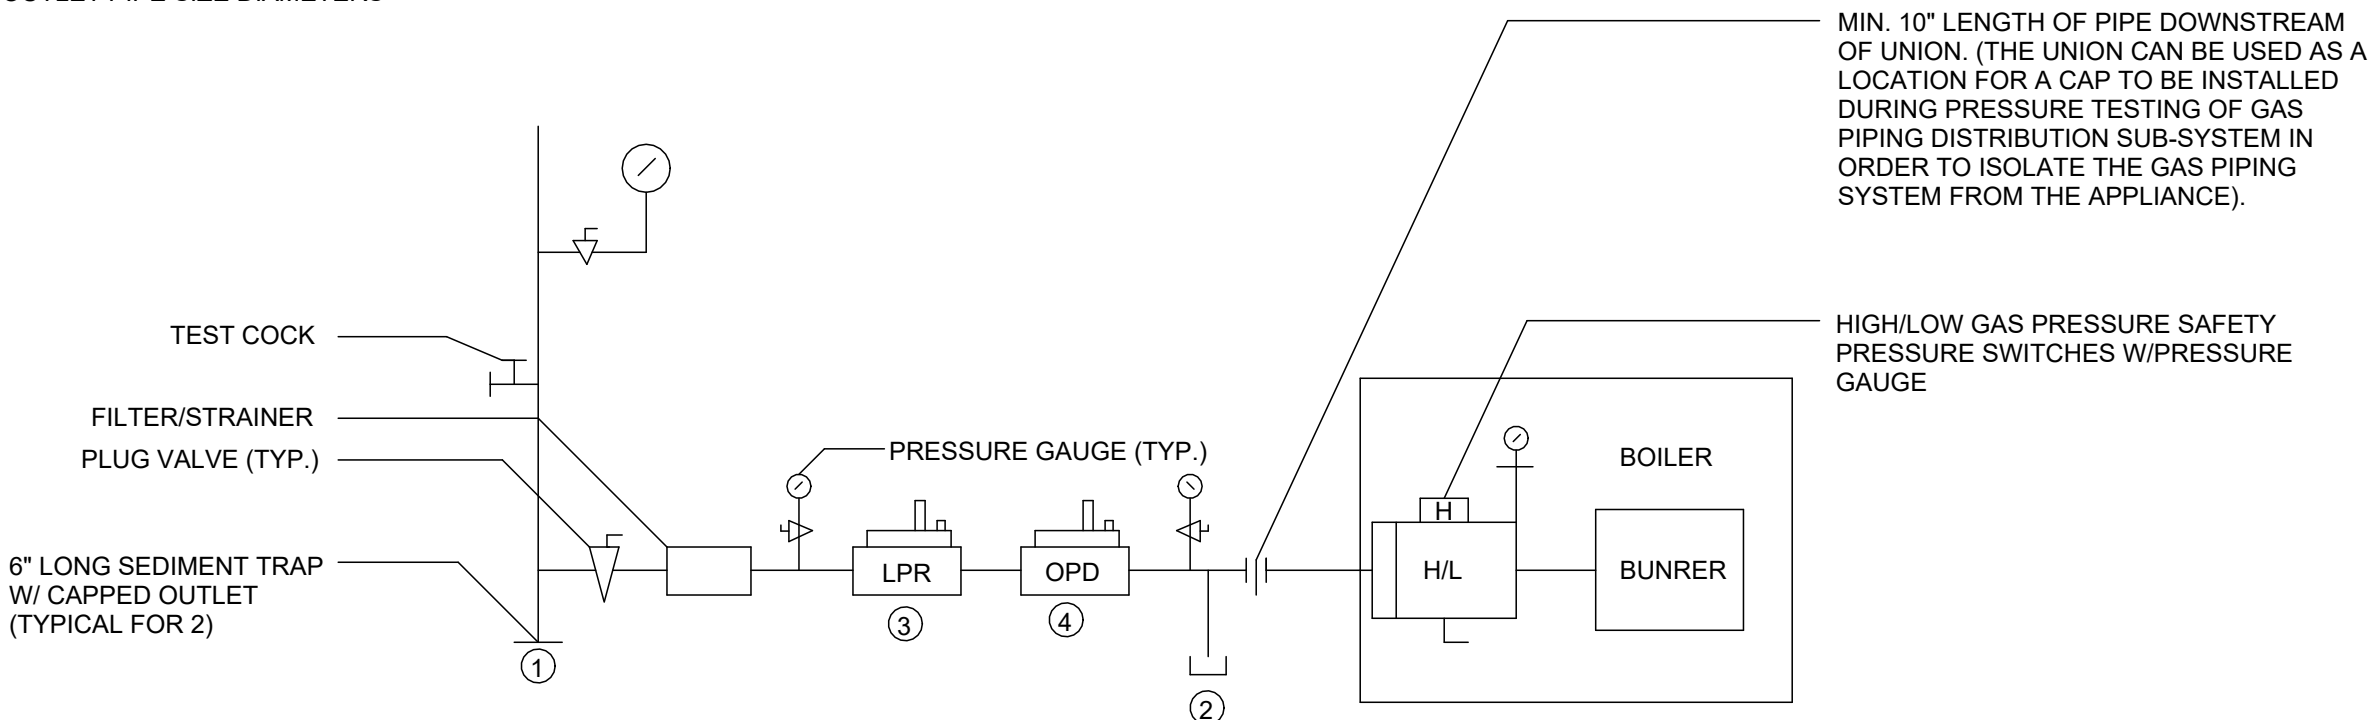 OUTLET PIPE SIZE DIAMETERS
MIN. 10" LENGTH OF PIPE DOWNSTREAM
OF UNION. (THE UNION CAN BE USED AS A
LOCATION FOR A CAP TO BE INSTALLED
DURING PRESSURE TESTING OF GAS
PIPING DISTRIBUTION SUB-SYSTEM IN
ORDER TO ISOLATE THE GAS PIPING
SYSTEM FROM THE APPLIANCE).
TEST COCK
HIGH/LOW GAS PRESSURE SAFETY
PRESSURE SWITCHES W/PRESSURE
GAUGE
FILTER/STRAINER
PLUG VALVE (TYP.)
PRESSURE GAUGE (TYP.)
BOILER
H
6" LONG SEDIMENT TRAP
W/ CAPPED OUTLET
(TYPICAL FOR 2)
LPR
OPD
H/L
BUNRER
3
4
1
2